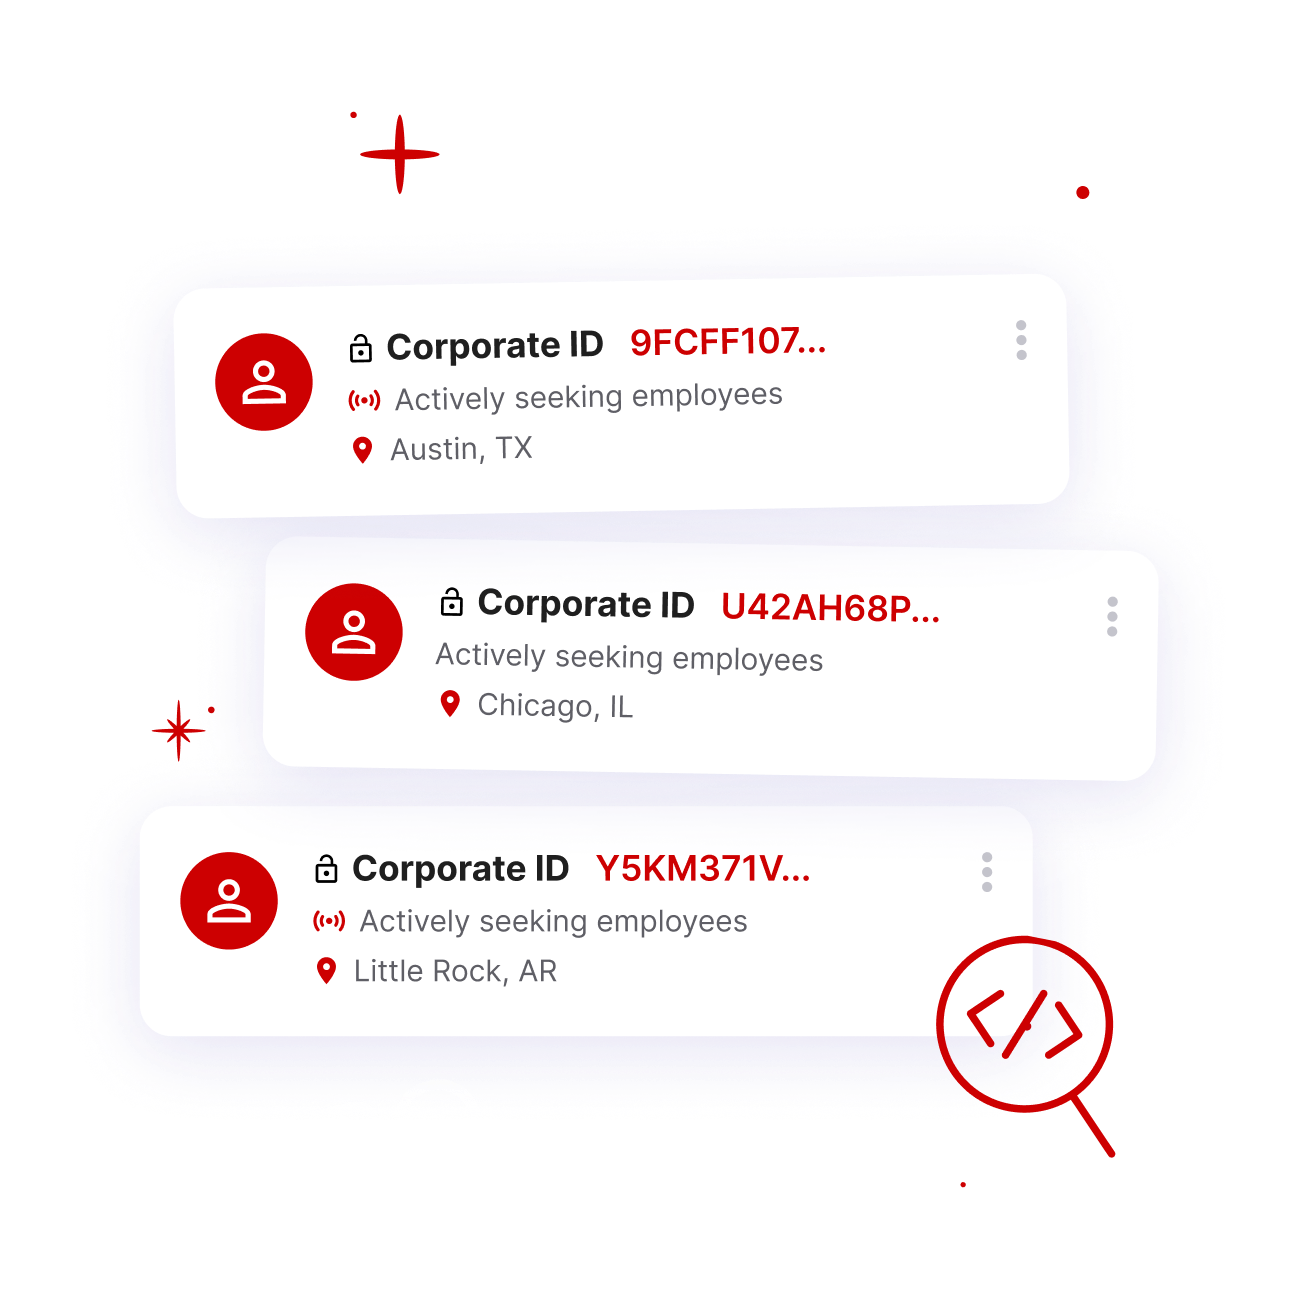 Corporate ID 9FCFF107...
Actively seeking employees
Austin, TX
Corporate ID U42AH68P...
Actively seeking employees
Chicago, IL
Corporate ID Y5KM371V...
Actively seeking employees
Little Rock, AR
</>